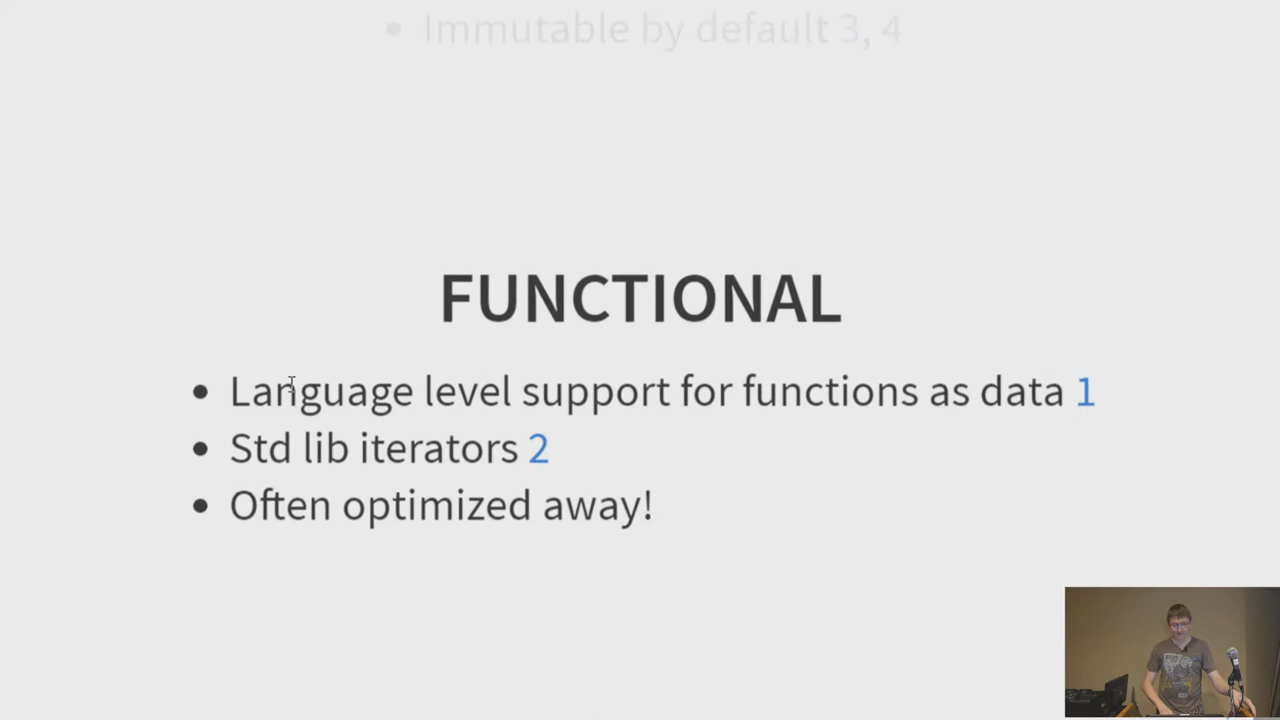 Immutable by default 3, 4
FUNCTIONAL
Language level support for functions as data 1
Std lib iterators 2
Often optimized away!